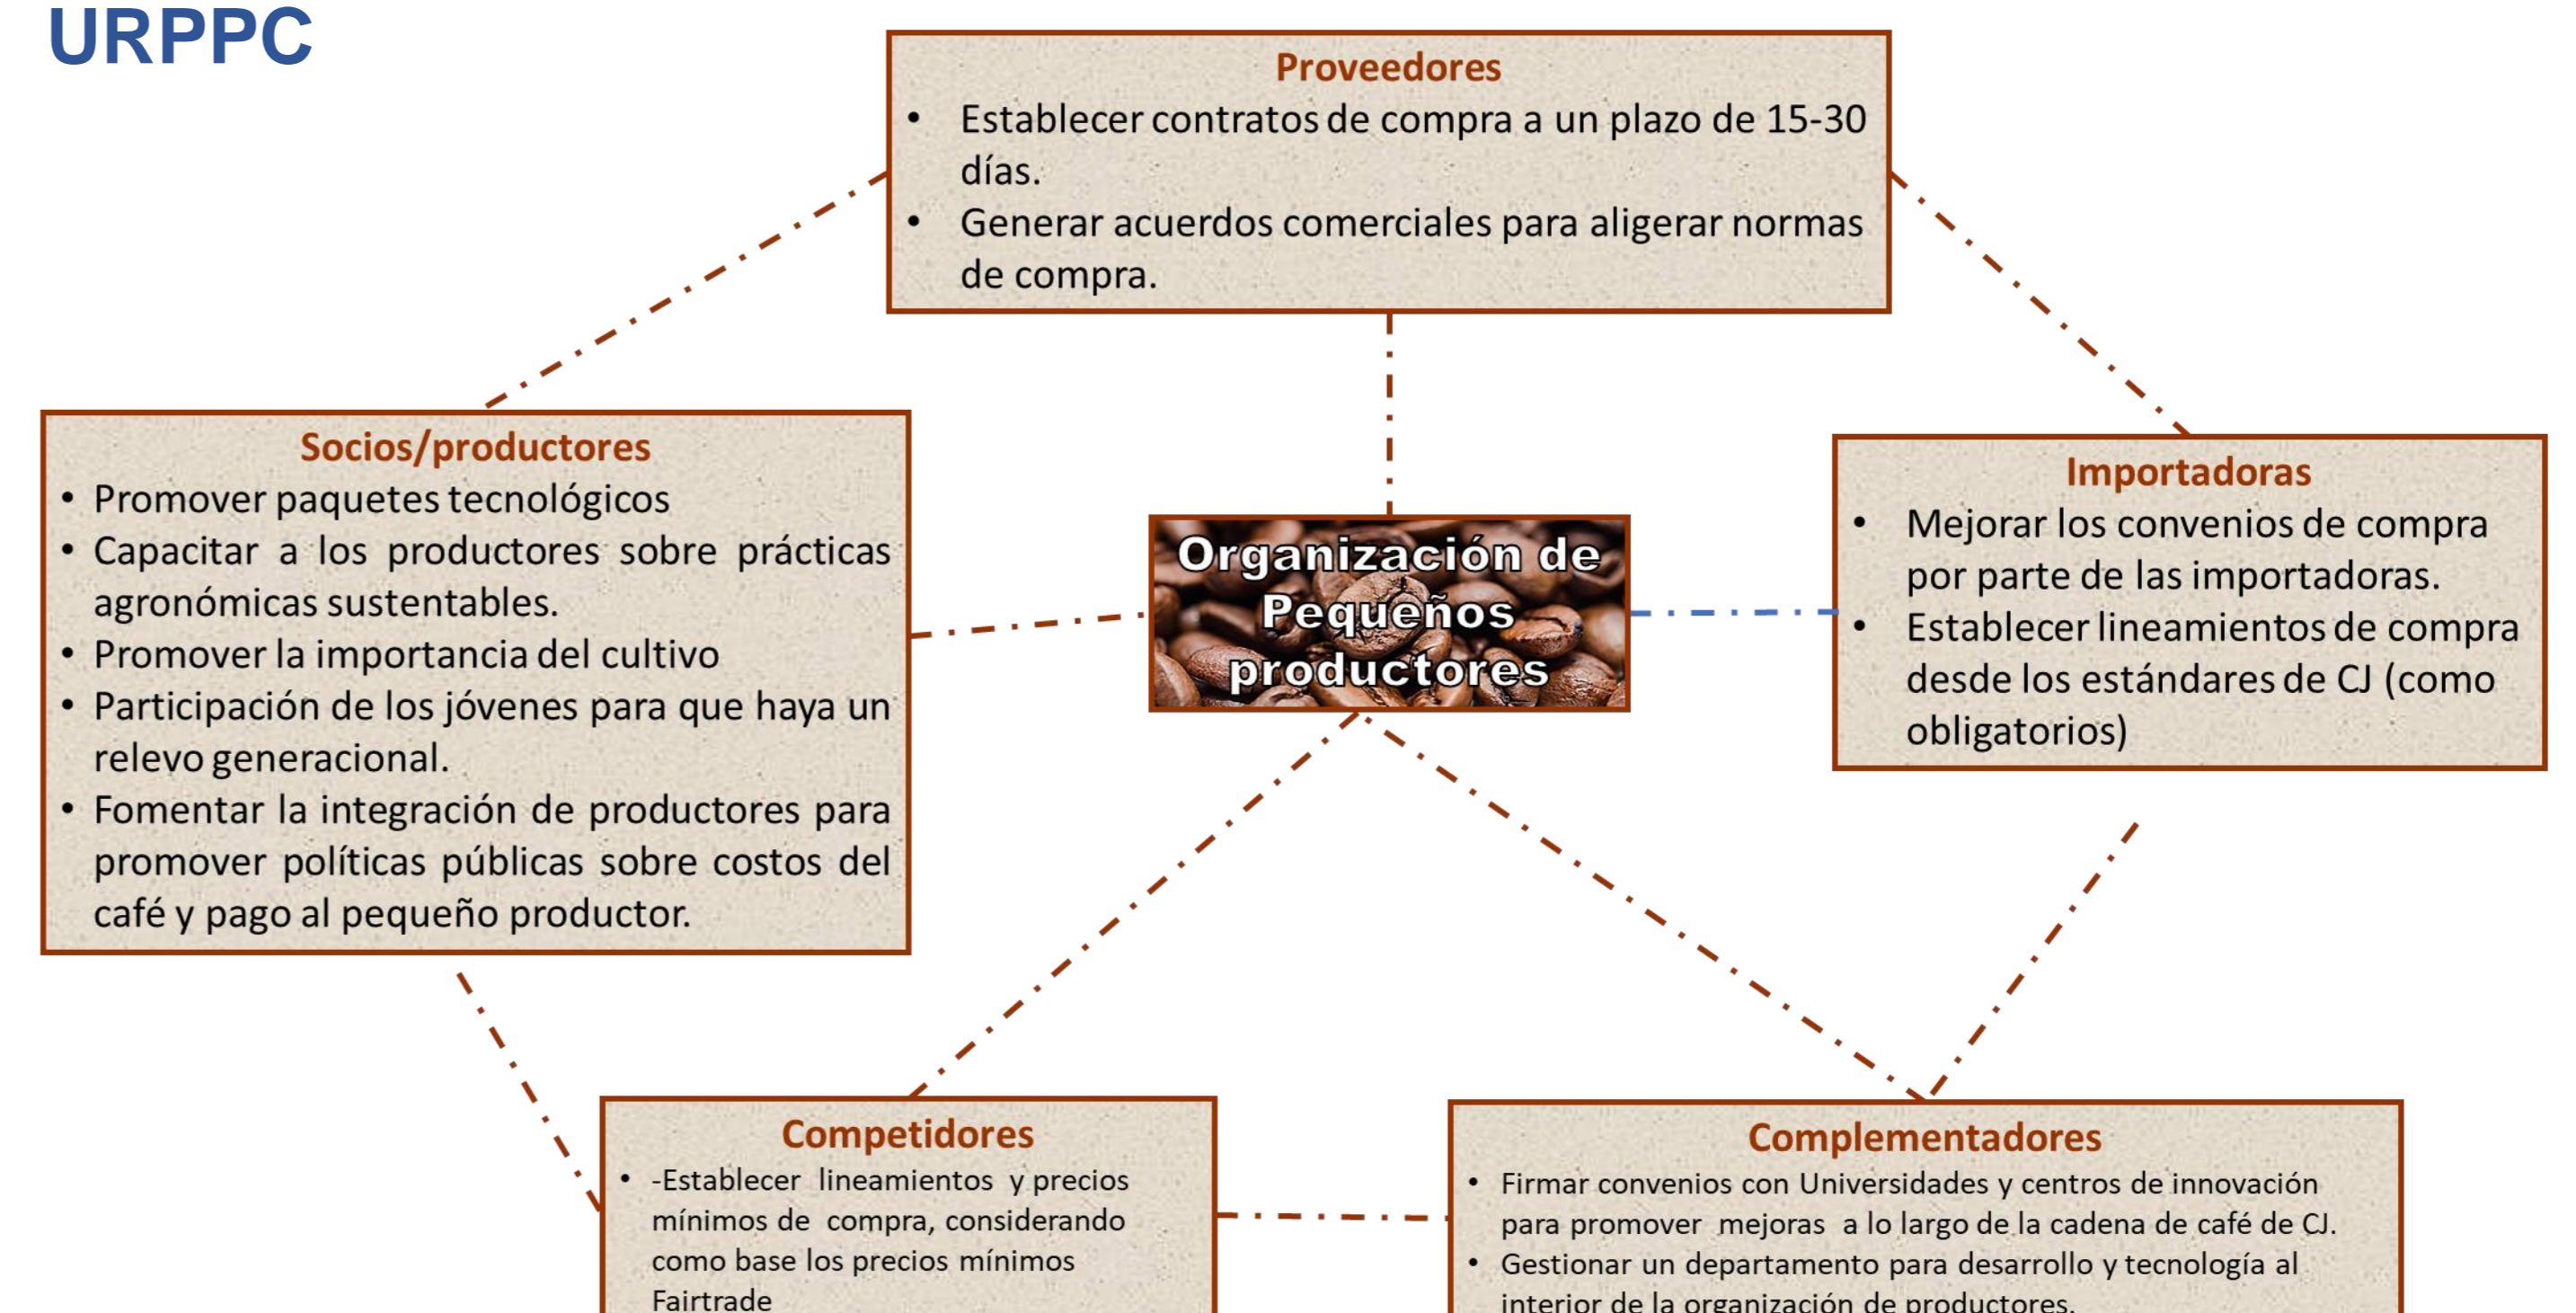 URPPC
Proveedores
• Establecer contratos de compra a un plazo de 15-30
días.
• Generar acuerdos comerciales para aligerar normas
de compra.
Socios/productores
• Promover paquetes tecnológicos
• Capacitar a los productores sobre prácticas
agronómicas sustentables.
• Promover la importancia del cultivo
• Participación de los jóvenes para que haya un
relevo generacional.
• Fomentar la integración de productores para
promover políticas públicas sobre costos del
café y pago al pequeño productor.
Organización de
Pequeños
productores
Importadoras
• Mejorar los convenios de compra
por parte de las importadoras.
• Establecer lineamientos de compra
desde los estándares de CJ (como
obligatorios)
Competidores
• -Establecer lineamientos y precios
mínimos de compra, considerando
como base los precios mínimos
Fairtrade
Complementadores
• Firmar convenios con Universidades y centros de innovación
para promover mejoras a lo largo de la cadena de café de CJ.
• Gestionar un departamento para desarrollo y tecnología al
interior de la organización de productores.